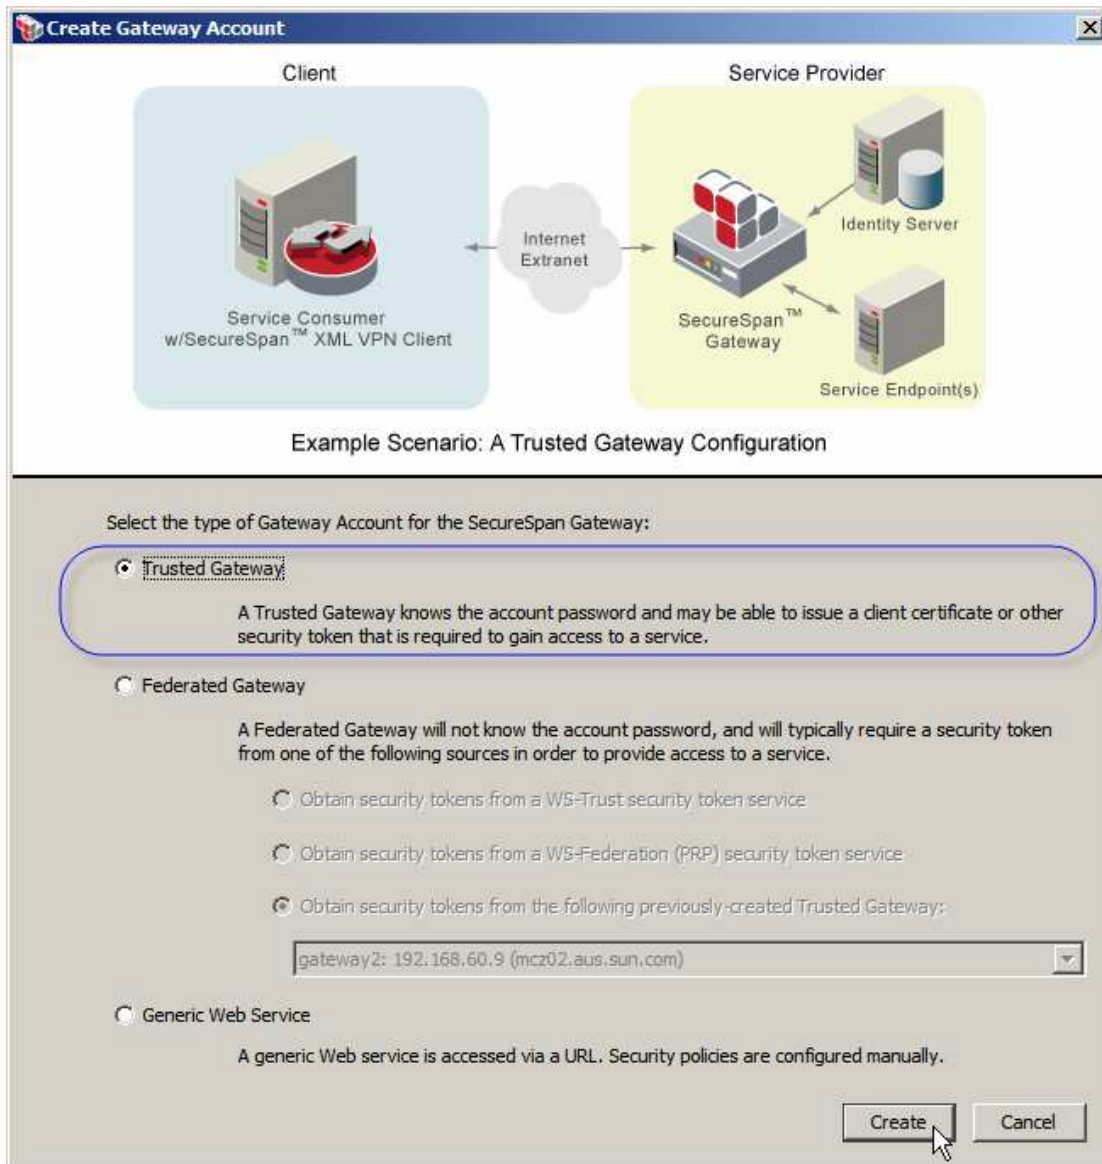 Create Gateway Account
Client
Service Provider
Identity Server
Internet
Extranet
Service Consumer
w/SecureSpan™ XML VPN Client
SecureSpan™
Gateway
Service Endpoint(s)
Example Scenario: A Trusted Gateway Configuration
Select the type of Gateway Account for the SecureSpan Gateway:
Trusted Gateway
A Trusted Gateway knows the account password and may be able to issue a client certificate or other
security token that is required to gain access to a service.
Federated Gateway
A Federated Gateway will not know the account password, and will typically require a security token
from one of the following sources in order to provide access to a service.
Obtain security tokens from a WS-Trust security token service
Obtain security tokens from a WS-Federation (PRP) security token service
Obtain security tokens from the following previously-created Trusted Gateway:
gateway2: 192.168.60.9 (mcz02.aus.sun.com)
Generic Web Service
A generic Web service is accessed via a URL. Security policies are configured manually.
Create
Cancel